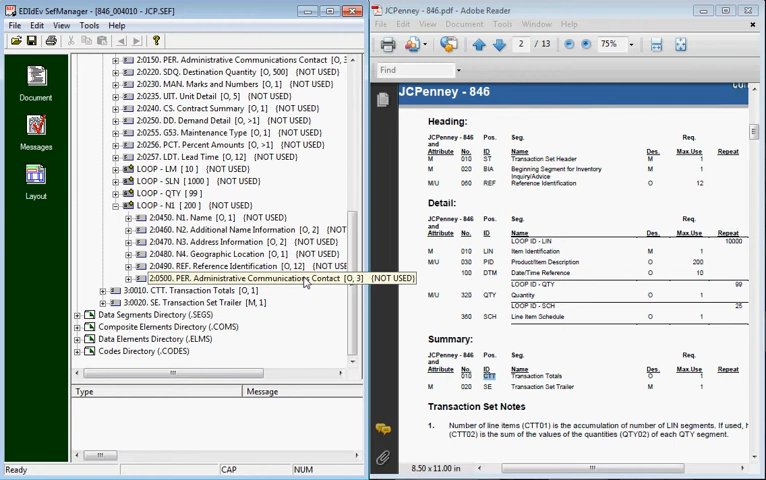 EDIdEv SefManager - [846_004010 - JCP.SEF]
File Edit View Tools Help
Document
Messages
Layout
2:0150. PER. Administrative Communications Contact [O, 3
2:0220. SDQ. Destination Quantity [O, 500] {NOT USED}
2:0230. MAN. Marks and Numbers [O, 10] {NOT USED}
2:0235. UIT. Unit Detail [O, 5] {NOT USED}
2:0240. CS. Contract Summary [O, 1] {NOT USED}
2:0250. DD. Demand Detail [O, >1] {NOT USED}
2:0255. G53. Maintenance Type [O, 1] {NOT USED}
2:0256. PCT. Percent Amounts [O, >1] {NOT USED}
2:0257. LDT. Lead Time [O, 12] {NOT USED}
LOOP - LM [ 10 ] {NOT USED}
LOOP - SLN [ 1000 ] {NOT USED}
LOOP - QTY [ 99 ]
LOOP - N1 [ 200 ] {NOT USED}
2:0450. N1. Name [O, 1] {NOT USED}
2:0460. N2. Additional Name Information [O, 2] {NOT USED
2:0470. N3. Address Information [O, 2] {NOT USED}
2:0480. N4. Geographic Location [O, 1] {NOT USED}
2:0490. REF. Reference Identification [O, 12] {NOT USE
2:0500. PER. Administrative Communications Contact [O, 3] {NOT USED}
3:0010. CTT. Transaction Totals [O, 1]
3:0020. SE. Transaction Set Trailer [M, 1]
Data Segments Directory (.SEGS)
Composite Elements Directory (.COMS)
Data Elements Directory (.ELMS)
Codes Directory (.CODES)
Type Message
Ready CAP NUM
JCPenney - 846.pdf - Adobe Reader
File Edit View Document Tools Window Help
2 / 13 75%
Find
JCPenney - 846
Heading:
JCPenney - 846 Pos. Seg. Req.
and
Attribute No. ID Name Des. Max.Use Repeat
M 010 ST Transaction Set Header M 1
M 020 BIA Beginning Segment for Inventory Inquiry/Advice M 1
M/U 060 REF Reference Identification O 12
Detail:
JCPenney - 846 Pos. Seg. Req.
and
Attribute No. ID Name Des. Max.Use Repeat
LOOP ID - LIN 10000
M 010 LIN Item Identification M 1
M/U 030 PID Product/Item Description O 200
100 DTM Date/Time Reference O 10
LOOP ID - QTY 99
M/U 320 QTY Quantity O 1
LOOP ID - SCH 25
360 SCH Line Item Schedule O 1
Summary:
JCPenney - 846 Pos. Seg. Req.
and
Attribute No. ID Name Des. Max.Use Repeat
010 CTT Transaction Totals O 1
M 020 SE Transaction Set Trailer M 1
Transaction Set Notes
1. Number of line items (CTT01) is the accumulation of number of LIN segments. If used, h
(CTT02) is the sum of the values of the quantities (QTY02) of each QTY segment.
8.50 x 11.00 in